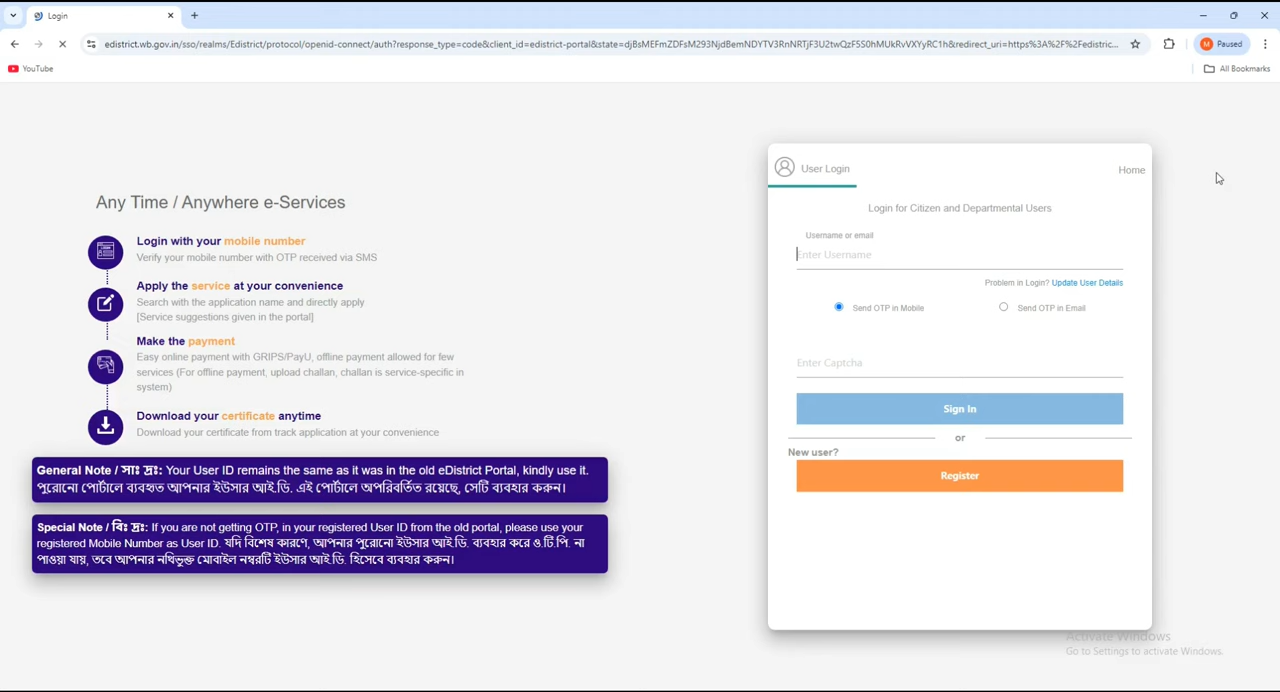 Login
edistrict.wb.gov.in/sso/realms/Edistrict/protocol/openid-connect/auth?response_type=code&client_id=edistrict-portal&state=djBsMEFmZDFsM293NjdBemNDYTV3RnNRTjF3U2twQzF5S0hMUkRvVXYyRC1h&redirect_uri=https%3A%2F%2Fedistric...
Paused
YouTube
All Bookmarks
User Login
Home
Login for Citizen and Departmental Users
Any Time / Anywhere e-Services
Username or email
Enter Username
Login with your mobile number
Verify your mobile number with OTP received via SMS
Problem in Login? Update User Details
Apply the service at your convenience
Search with the application name and directly apply
[Service suggestions given in the portal]
Send OTP in Mobile
Send OTP in Email
Make the payment
Easy online payment with GRIPS/PayU, offline payment allowed for few
services (For offline payment, upload challan, challan is service-specific in
system)
Enter Captcha
Sign In
Download your certificate anytime
Download your certificate from track application at your convenience
or
New user?
Register
General Note / সাঃ দ্রঃ: Your User ID remains the same as it was in the old eDistrict Portal, kindly use it.
পুরোনো পোর্টালে ব্যবহৃত আপনার ইউসার আই.ডি. এই পোর্টালে অপরিবর্তিত রয়েছে, সেটি ব্যবহার করুন।
Special Note / বিঃ দ্রঃ: If you are not getting OTP, in your registered User ID from the old portal, please use your
registered Mobile Number as User ID. যদি বিশেষ কারণে, আপনার পুরোনো ইউসার আই.ডি. ব্যবহার করে ও.টি.পি. না
পাওয়া যায়, তবে আপনার নথিভুক্ত মোবাইল নম্বরটি ইউসার আই.ডি. হিসেবে ব্যবহার করুন।
Activate Windows
Go to Settings to activate Windows.